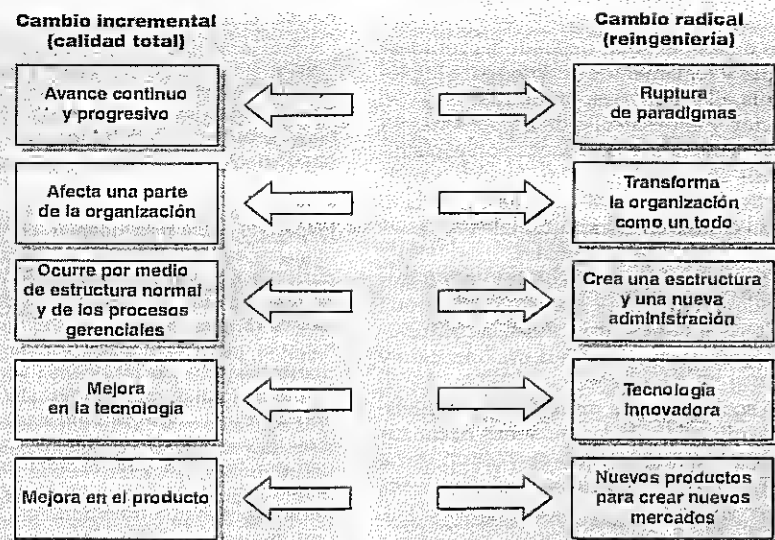 Cambio incremental
(calidad total)
Cambio radical
(reingeniería)
Avance continuo
y progresivo
Ruptura
de paradigmas
Afecta una parte
de la organización
Transforma
la organización
como un todo
Ocurre por medio
de estructura normal
y de los procesos
gerenciales
Crea una esctructura
y una nueva
administración
Mejora
en la tecnología
Tecnología
innovadora
Mejora en el producto
Nuevos productos
para crear nuevos
mercados